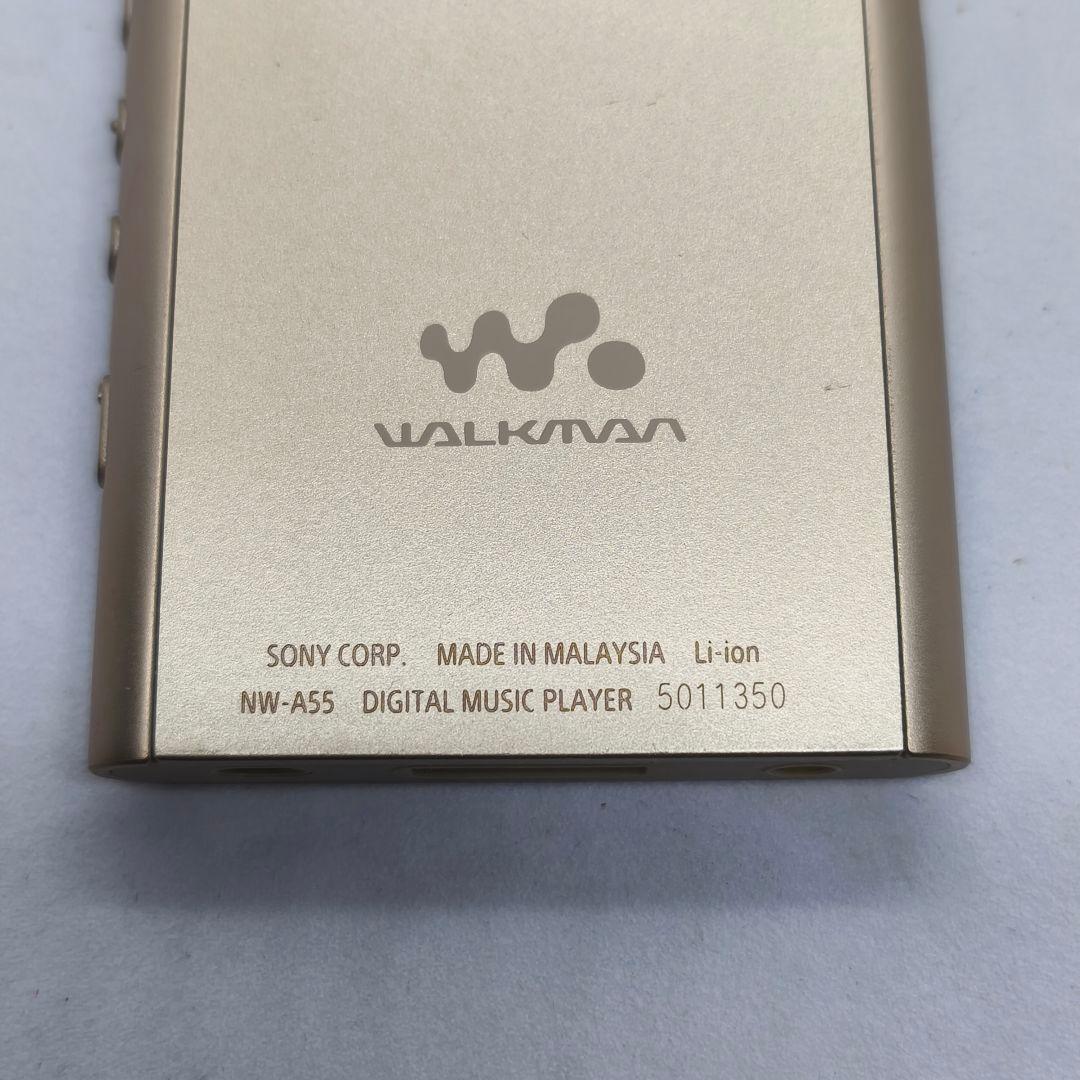 WALKMAN
SONY CORP. MADE IN MALAYSIA Li-ion
NW-A55 DIGITAL MUSIC PLAYER 5011350